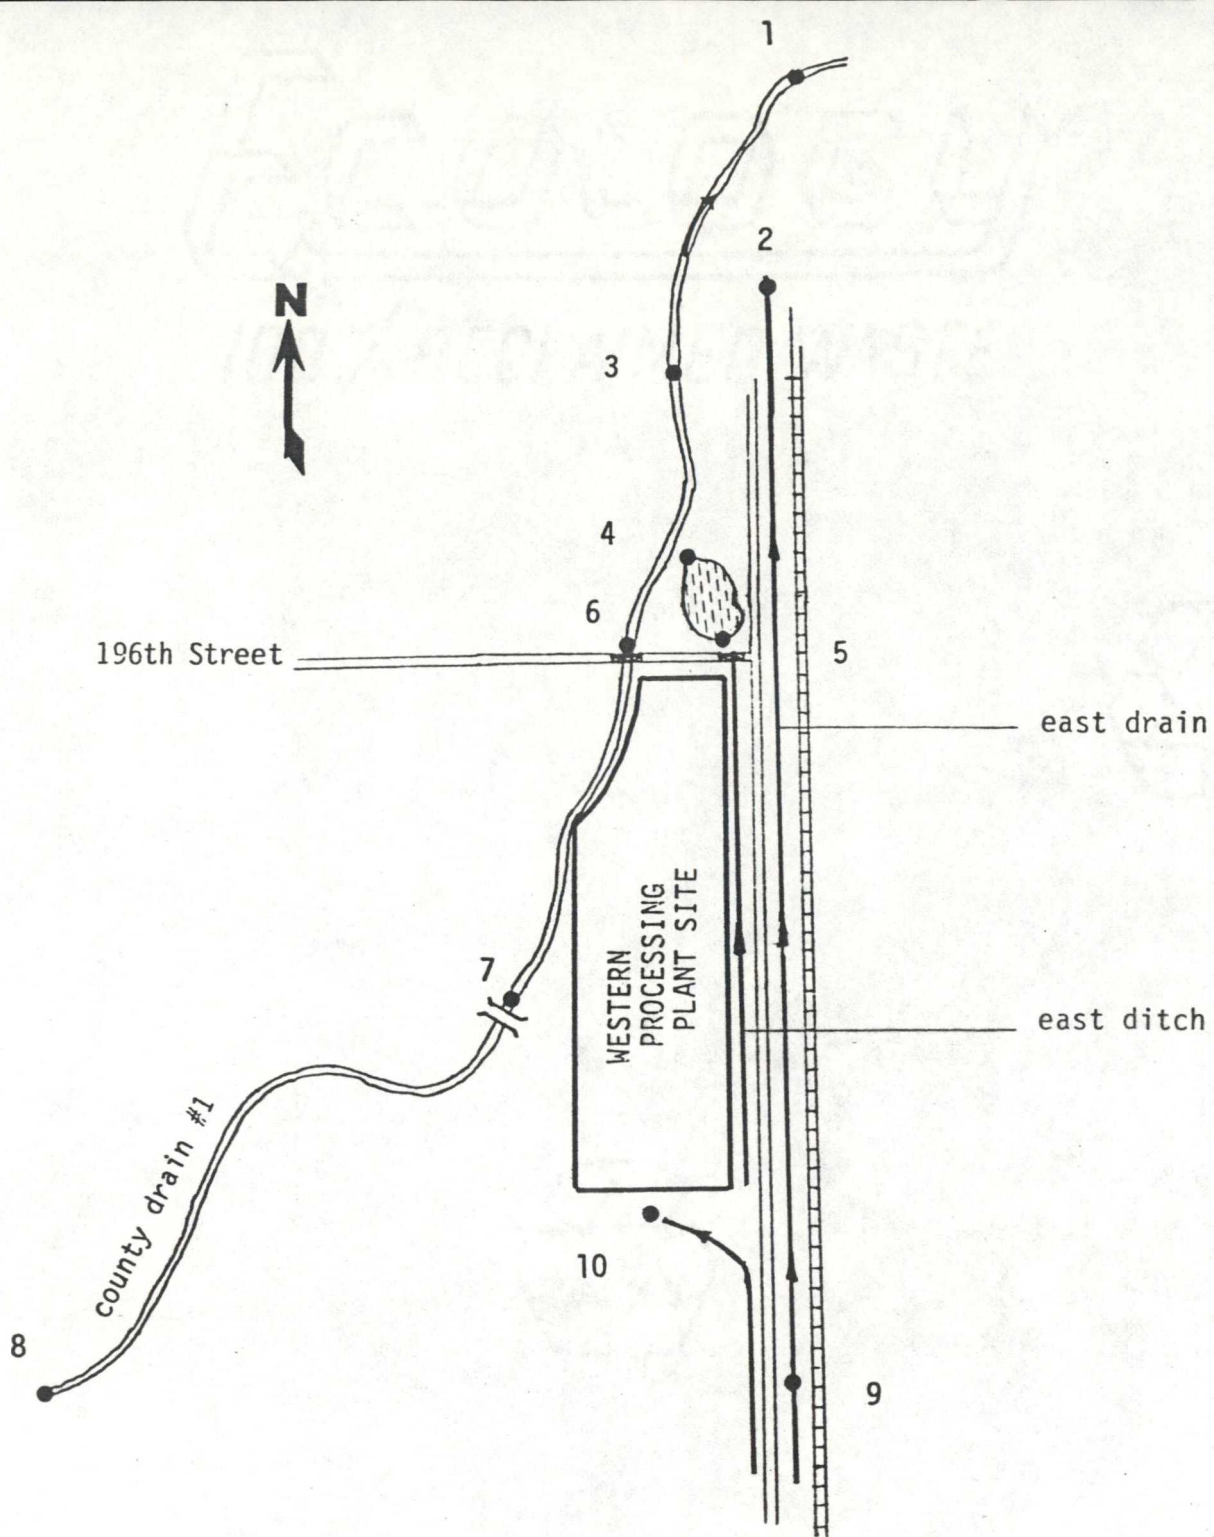 1
2
N
3
4
6
196th Street
5
east drain
WESTERN
PROCESSING
PLANT SITE
7
east ditch
county drain #1
10
8
9